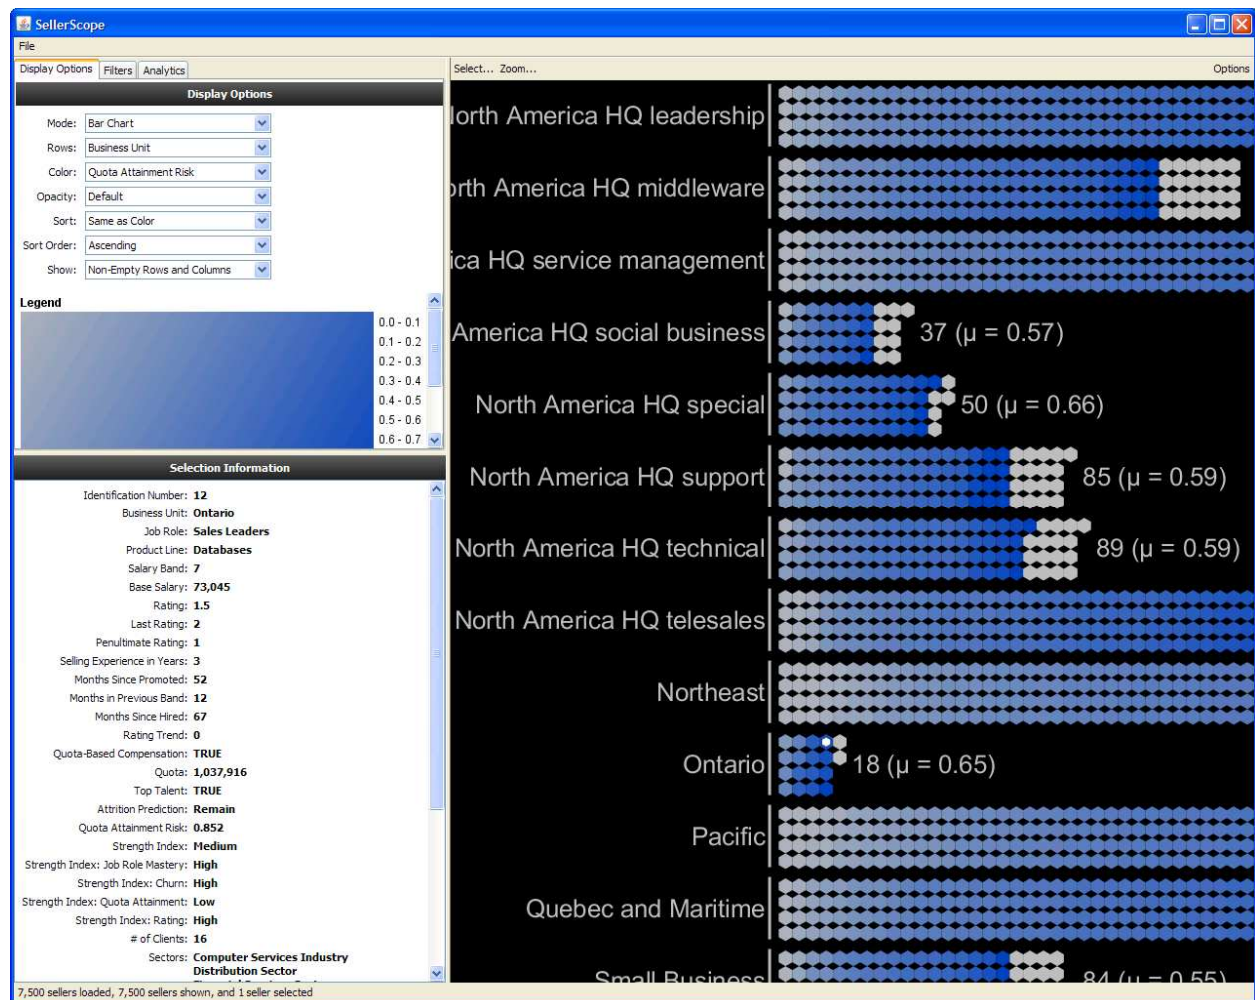 SellerScope
File
Display Options Filters Analytics
Select... Zoom... Options
Display Options
Mode: Bar Chart
Rows: Business Unit
Color: Quota Attainment Risk
Opacity: Default
Sort: Same as Color
Sort Order: Ascending
Show: Non-Empty Rows and Columns
Legend
0.0 - 0.1
0.1 - 0.2
0.2 - 0.3
0.3 - 0.4
0.4 - 0.5
0.5 - 0.6
0.6 - 0.7
Selection Information
Identification Number: 12
Business Unit: Ontario
Job Role: Sales Leaders
Product Line: Databases
Salary Band: 7
Base Salary: 73,045
Rating: 1.5
Last Rating: 2
Penultimate Rating: 1
Selling Experience in Years: 3
Months Since Promoted: 52
Months in Previous Band: 12
Months Since Hired: 67
Rating Trend: 0
Quota-Based Compensation: TRUE
Quota: 1,037,916
Top Talent: TRUE
Attrition Prediction: Remain
Quota Attainment Risk: 0.852
Strength Index: Medium
Strength Index: Job Role Mastery: High
Strength Index: Churn: High
Strength Index: Quota Attainment: Low
Strength Index: Rating: High
# of Clients: 16
Sectors: Computer Services Industry
Distribution Sector
orth America HQ leadership
rth America HQ middleware
ica HQ service management
America HQ social business 37 (μ = 0.57)
North America HQ special 50 (μ = 0.66)
North America HQ support 85 (μ = 0.59)
North America HQ technical 89 (μ = 0.59)
North America HQ telesales
Northeast
Ontario 18 (μ = 0.65)
Pacific
Quebec and Maritime
Small Business 84 (μ = 0.55)
7,500 sellers loaded, 7,500 sellers shown, and 1 seller selected